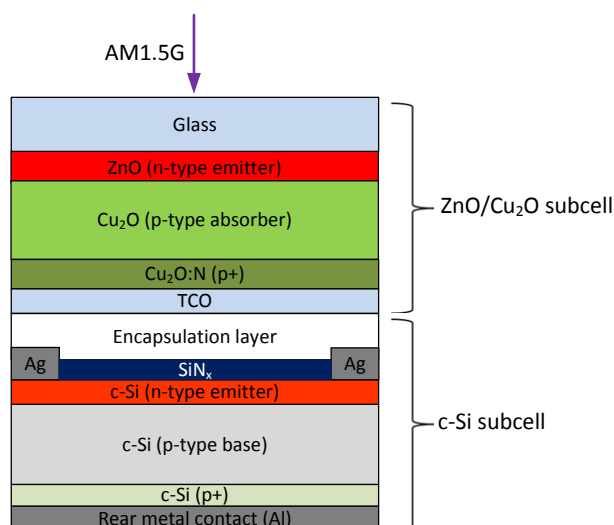 AM1.5G
Glass
ZnO (n-type emitter)
Cu₂O (p-type absorber)
ZnO/Cu₂O subcell
Cu₂O:N (p+)
TCO
Encapsulation layer
Ag
SiNₓ
Ag
c-Si (n-type emitter)
c-Si (p-type base)
c-Si subcell
c-Si (p+)
Rear metal contact (Al)